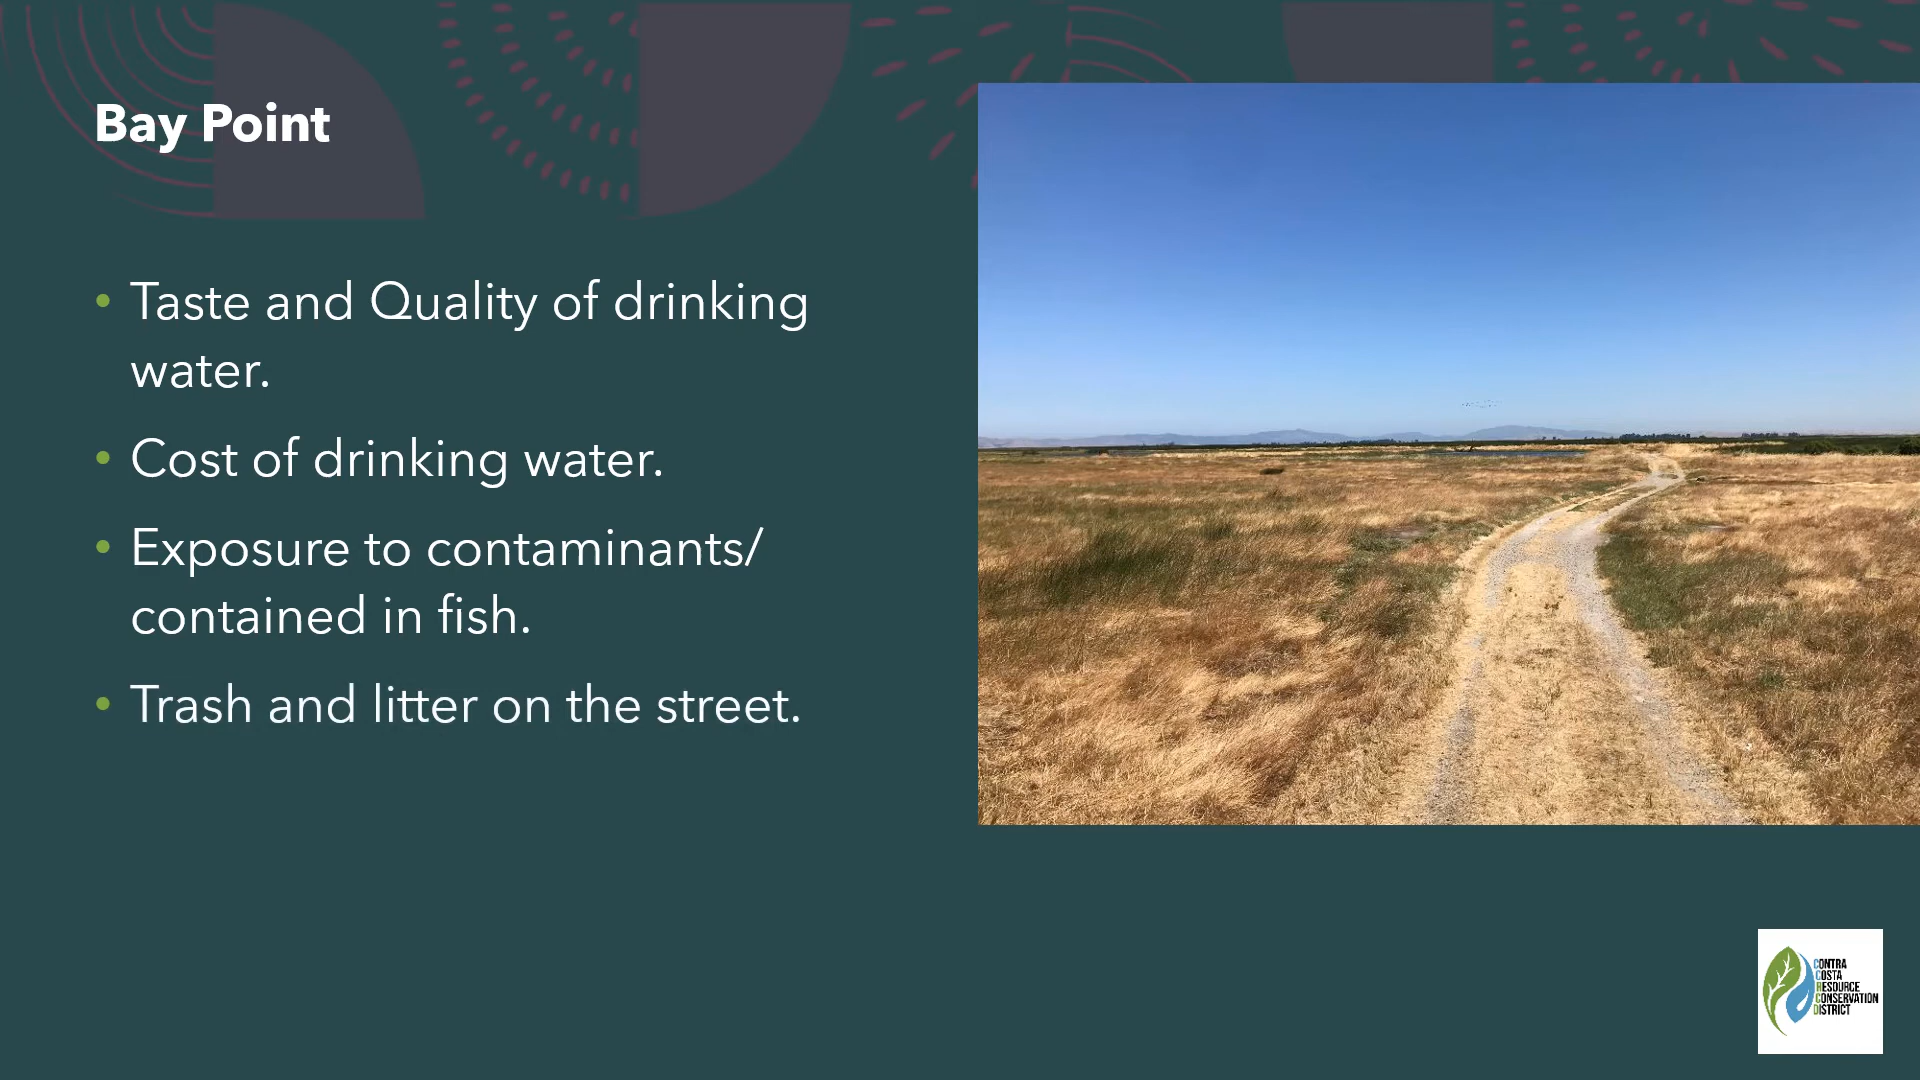 Bay Point
• Taste and Quality of drinking
water.
• Cost of drinking water.
• Exposure to contaminants/
contained in fish.
• Trash and litter on the street.
CONTRA
COSTA
RESOURCE
CONSERVATION
DISTRICT